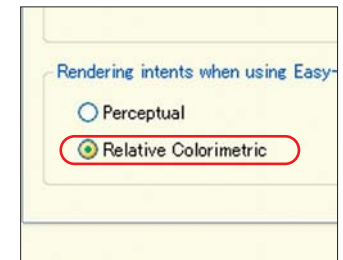 Rendering intents when using Easy-
Perceptual
Relative Colorimetric